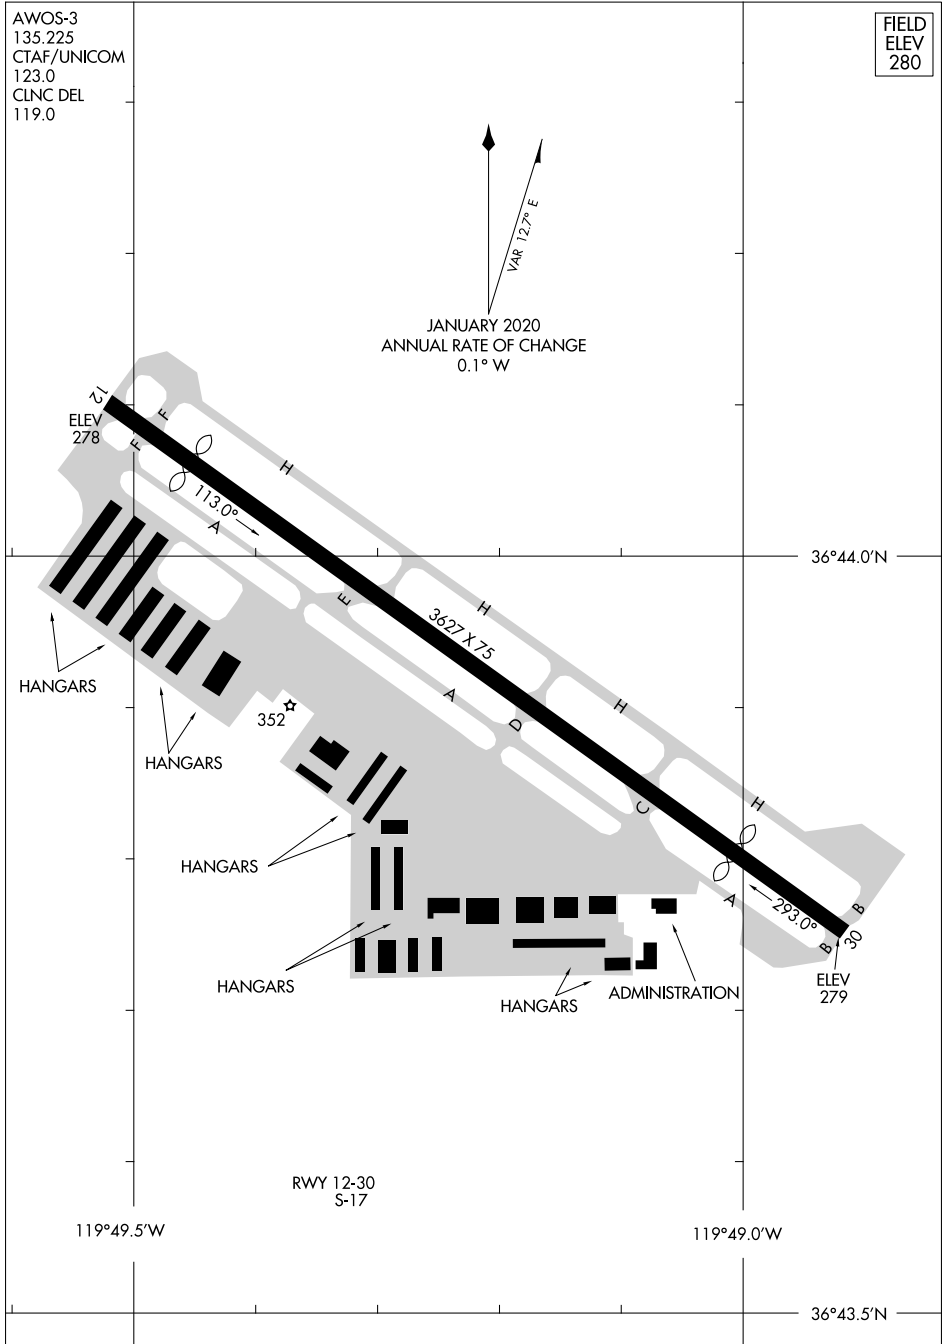 AWOS-3
135.225
CTAF/UNICOM
123.0
CLNC DEL
119.0
FIELD
ELEV
280
VAR 12.7° E
JANUARY 2020
ANNUAL RATE OF CHANGE
0.1° W
12
ELEV
278
F
F
H
113.0°
A
36°44.0'N
E
H
3627 X 75
HANGARS
A
H
352
D
HANGARS
C
H
HANGARS
A
293.0°
B
B
30
HANGARS
HANGARS
ADMINISTRATION
ELEV
279
RWY 12-30
S-17
119°49.5'W
119°49.0'W
36°43.5'N